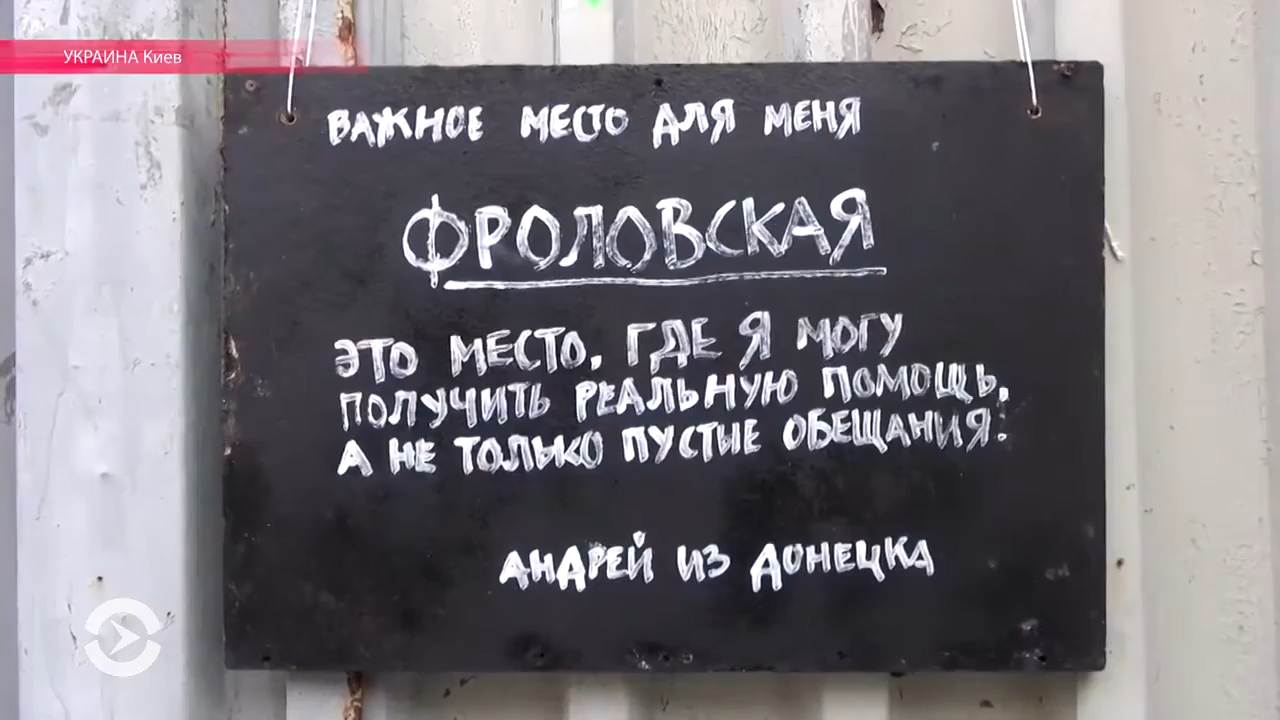 УКРАИНА Киев
ВАЖНОЕ МЕСТО ДЛЯ МЕНЯ
ФРОЛОВСКАЯ
ЭТО МЕСТО, ГДЕ Я МОГУ
ПОЛУЧИТЬ РЕАЛЬНУЮ ПОМОЩЬ,
А НЕ ТОЛЬКО ПУСТЫЕ ОБЕЩАНИЯ.
АНДРЕЙ ИЗ ДОНЕЦКА